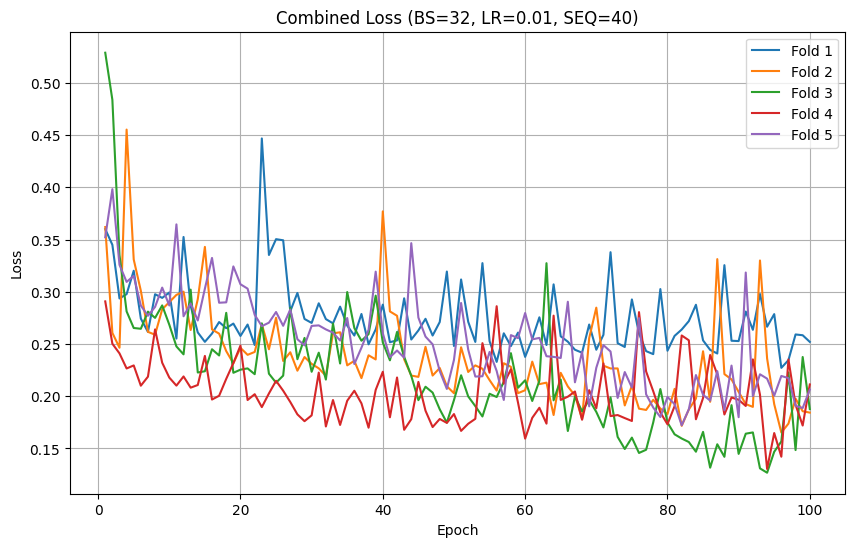 Combined Loss (BS=32, LR=0.01, SEQ=40)
Fold 1
Fold 2
Fold 3
Fold 4
Fold 5
Loss
0.50
0.45
0.40
0.35
0.30
0.25
0.20
0.15
0 20 40 60 80 100
Epoch